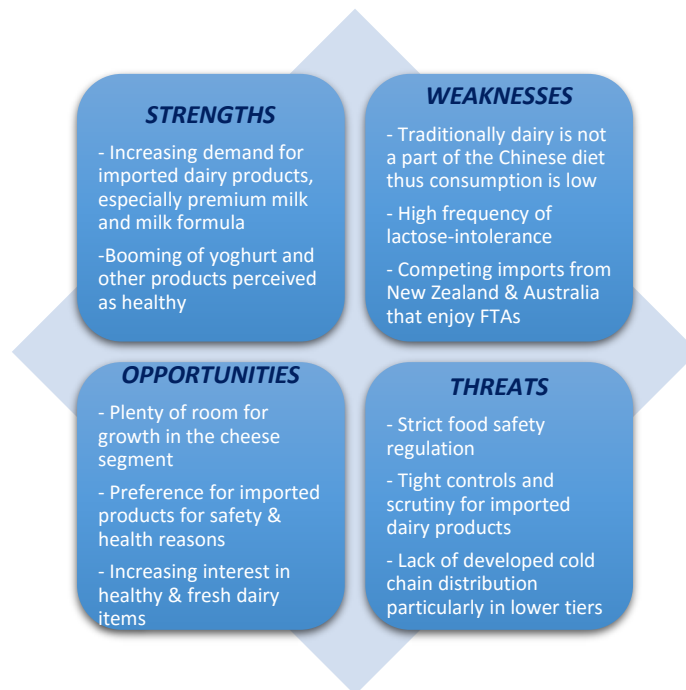 STRENGTHS
- Increasing demand for
imported dairy products,
especially premium milk
and milk formula
-Booming of yoghurt and
other products perceived
as healthy
WEAKNESSES
- Traditionally dairy is not
a part of the Chinese diet
thus consumption is low
- High frequency of
lactose-intolerance
- Competing imports from
New Zealand & Australia
that enjoy FTAs
OPPORTUNITIES
- Plenty of room for
growth in the cheese
segment
- Preference for imported
products for safety &
health reasons
- Increasing interest in
healthy & fresh dairy
items
THREATS
- Strict food safety
regulation
- Tight controls and
scrutiny for imported
dairy products
- Lack of developed cold
chain distribution
particularly in lower tiers